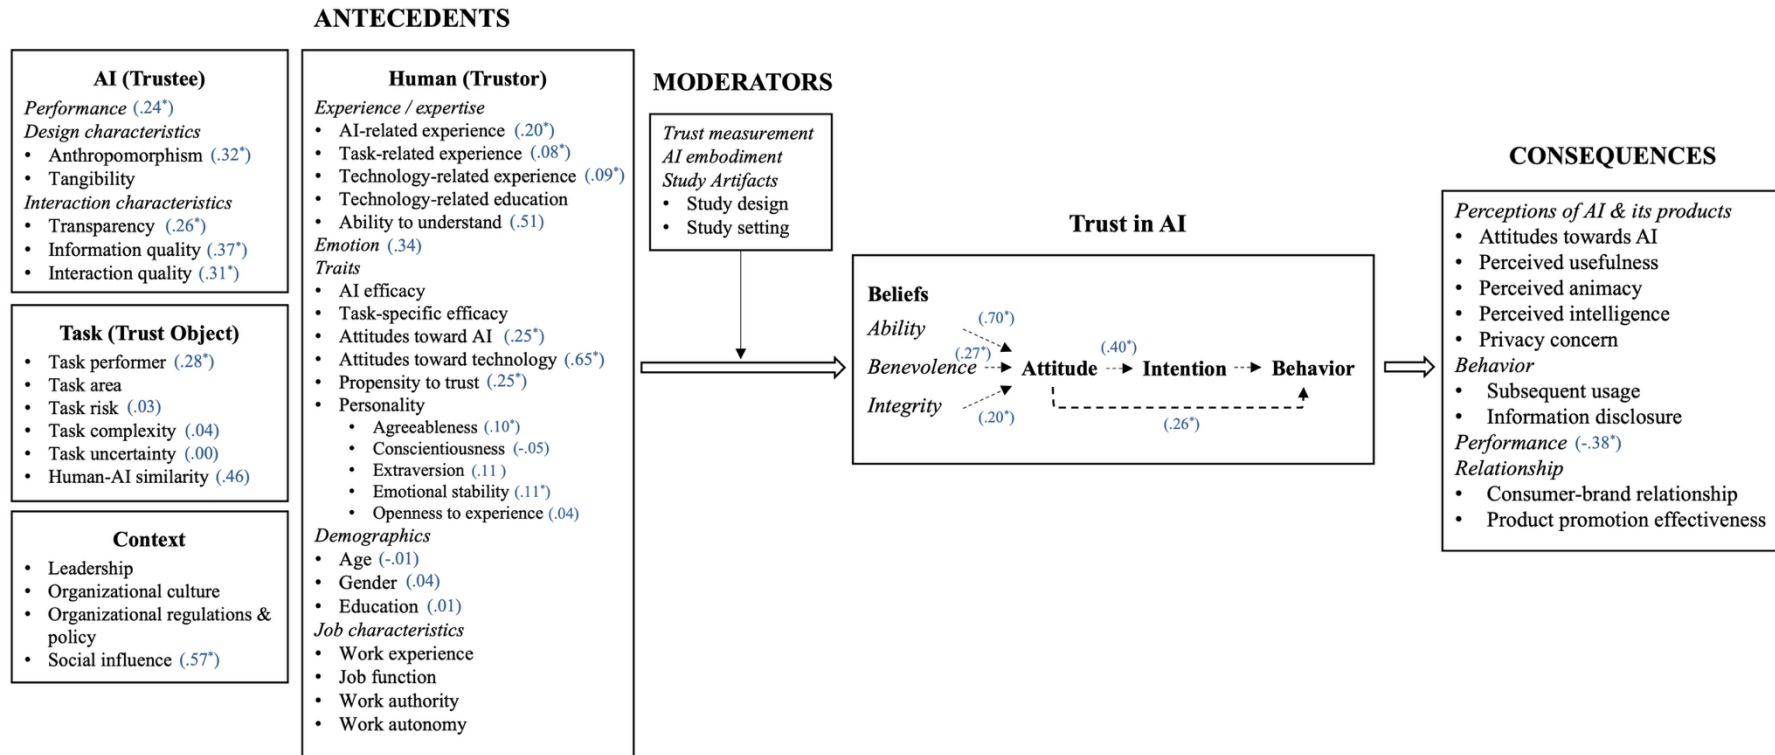 ANTECEDENTS
AI (Trustee)
Performance (.24*)
Design characteristics
• Anthropomorphism (.32*)
• Tangibility
Interaction characteristics
• Transparency (.26*)
• Information quality (.37*)
• Interaction quality (.31*)
Task (Trust Object)
• Task performer (.28*)
• Task area
• Task risk (.03)
• Task complexity (.04)
• Task uncertainty (.00)
• Human-AI similarity (.46)
Context
• Leadership
• Organizational culture
• Organizational regulations &
policy
• Social influence (.57*)
Human (Trustor)
Experience / expertise
• AI-related experience (.20*)
• Task-related experience (.08*)
• Technology-related experience (.09*)
• Technology-related education
• Ability to understand (.51)
Emotion (.34)
Traits
• AI efficacy
• Task-specific efficacy
• Attitudes toward AI (.25*)
• Attitudes toward technology (.65*)
• Propensity to trust (.25*)
• Personality
• Agreeableness (.10*)
• Conscientiousness (-.05)
• Extraversion (.11 )
• Emotional stability (.11*)
• Openness to experience (.04)
Demographics
• Age (-.01)
• Gender (.04)
• Education (.01)
Job characteristics
• Work experience
• Job function
• Work authority
• Work autonomy
MODERATORS
Trust measurement
AI embodiment
Study Artifacts
• Study design
• Study setting
Trust in AI
Beliefs
Ability (.70*)
Benevolence (.27*) Attitude (.40*) Intention Behavior
Integrity (.20*) (.26*)
CONSEQUENCES
Perceptions of AI & its products
• Attitudes towards AI
• Perceived usefulness
• Perceived animacy
• Perceived intelligence
• Privacy concern
Behavior
• Subsequent usage
• Information disclosure
Performance (-.38*)
Relationship
• Consumer-brand relationship
• Product promotion effectiveness